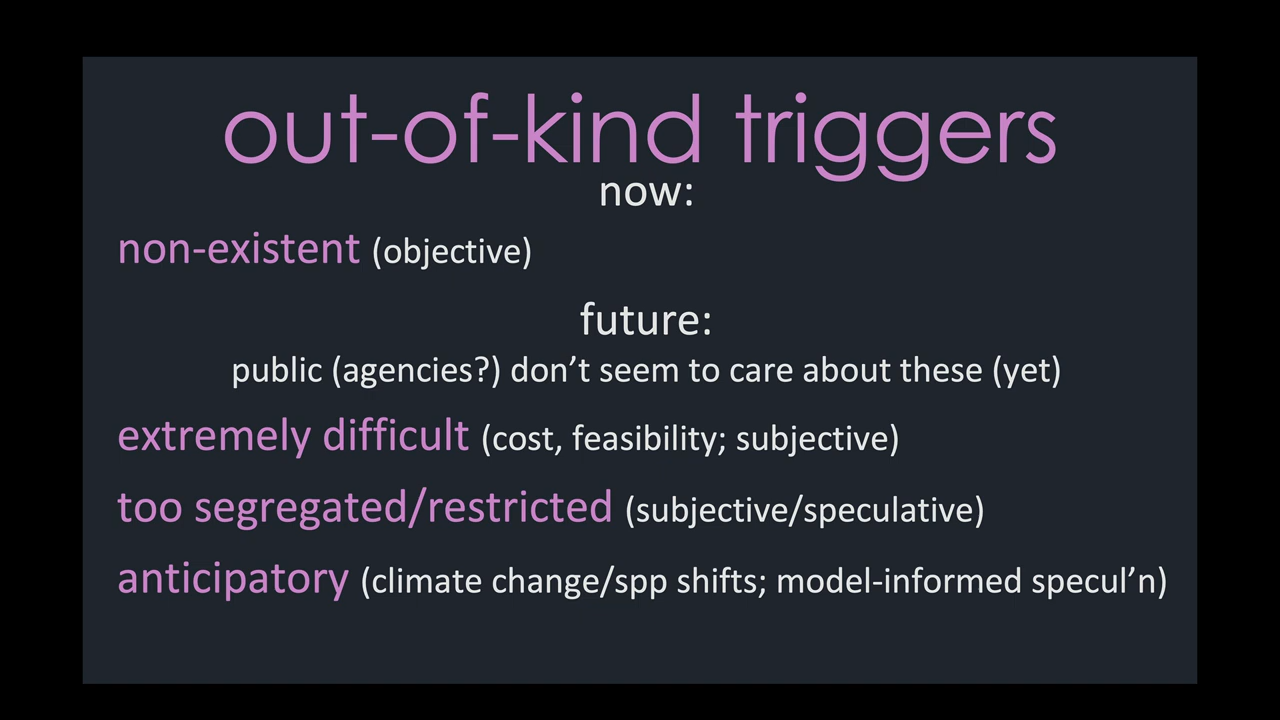 out-of-kind triggers
now:
non-existent (objective)
future:
public (agencies?) don’t seem to care about these (yet)
extremely difficult (cost, feasibility; subjective)
too segregated/restricted (subjective/speculative)
anticipatory (climate change/spp shifts; model-informed specul’n)